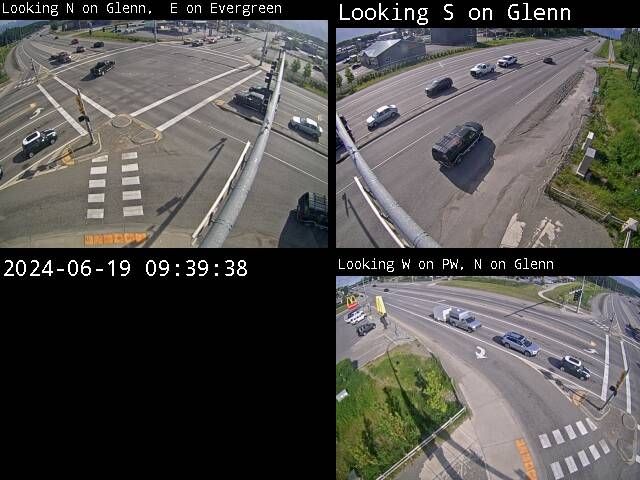 Looking N on Glenn,  E on Evergreen
Looking S on Glenn
2024-06-19 09:39:38
Looking W on PW, N on Glenn